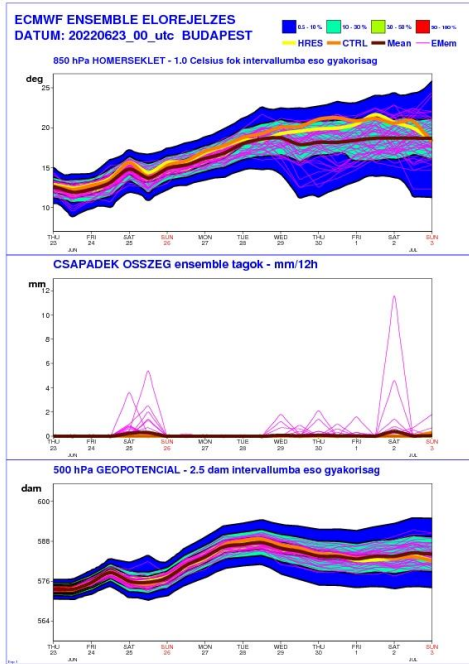 ECMWF ENSEMBLE ELOREJELZES
DATUM: 20220623_00_utc BUDAPEST
0.5 - 10 % 10 - 30 % 30 - 50 % 50 - 100%
HRES CTRL Mean EMem
850 hPa HOMERSEKLET - 1.0 Celsius fok intervallumba eso gyakorisag
deg
25
20
15
10
THU FRI SAT SUN MON TUE WED THU FRI SAT SUN
23 24 25 26 27 28 29 30 1 2 3
JUN JUL
CSAPADEK OSSZEG ensemble tagok - mm/12h
mm
12
10
8
6
4
2
0
THU FRI SAT SUN MON TUE WED THU FRI SAT SUN
23 24 25 26 27 28 29 30 1 2 3
JUN JUL
500 hPa GEOPOTENCIAL - 2.5 dam intervallumba eso gyakorisag
dam
600
588
576
564
THU FRI SAT SUN MON TUE WED THU FRI SAT SUN
23 24 25 26 27 28 29 30 1 2 3
JUN JUL